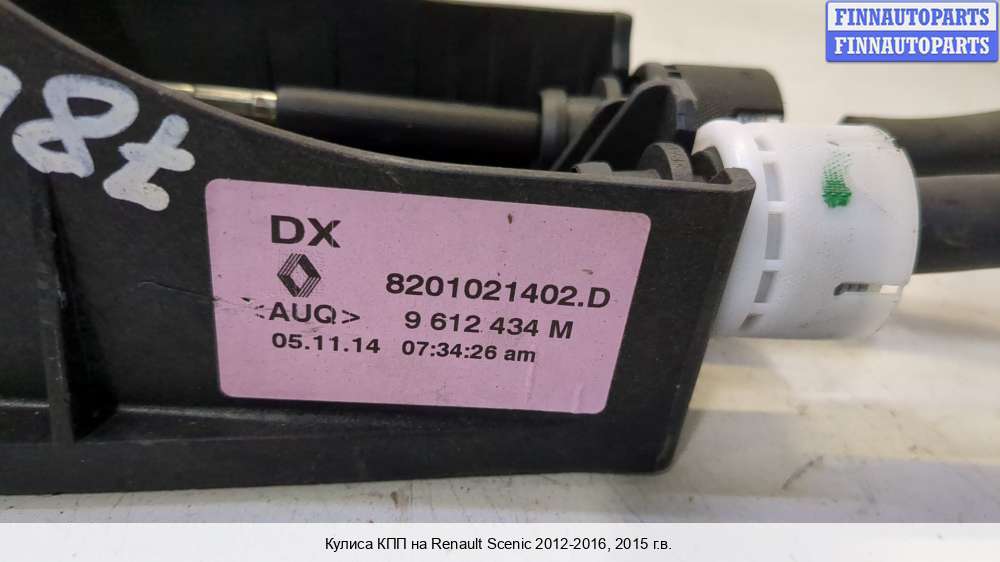 FINNAUTOPARTS
FINNAUTOPARTS
DX
8201021402.D
<AUQ> 9 612 434 M
05.11.14 07:34:26 am
Кулиса КПП на Renault Scenic 2012-2016, 2015 г.в.